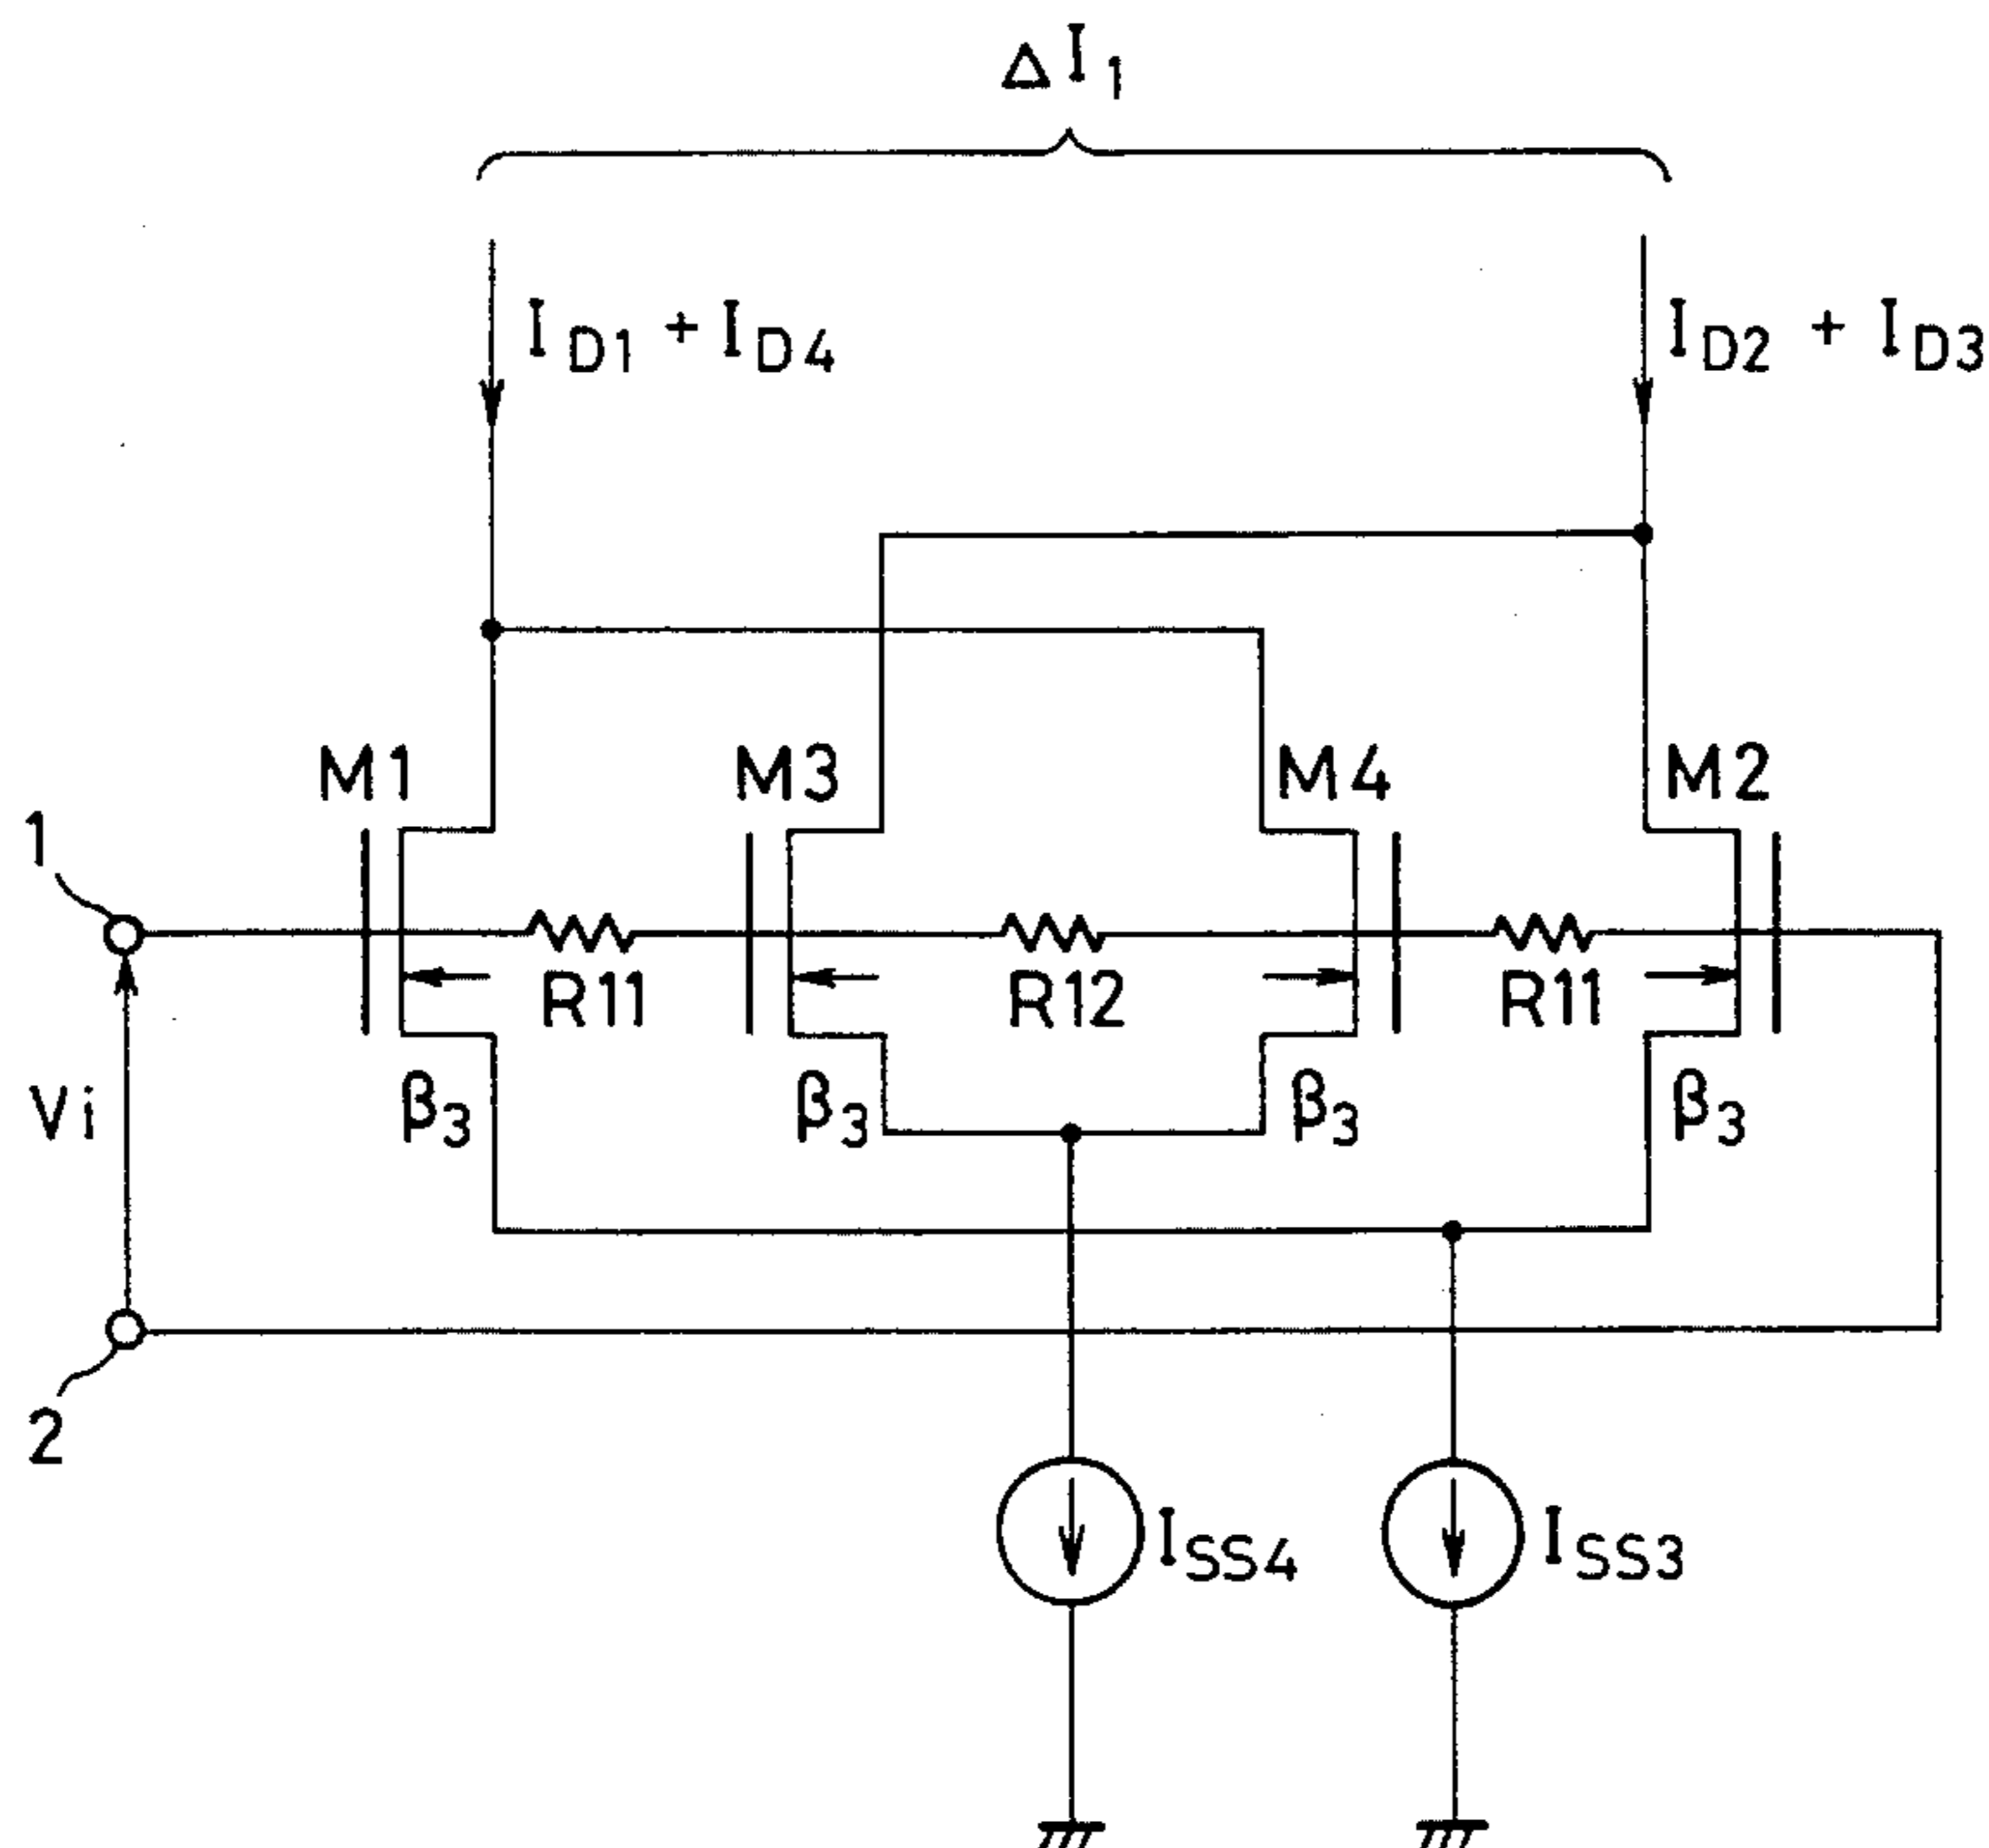 ΔI1
ID1 + ID4
ID2 + ID3
M1
M3
M4
M2
1
R11
R12
R11
Vi
β3
β3
β3
β3
2
ISS4
ISS3